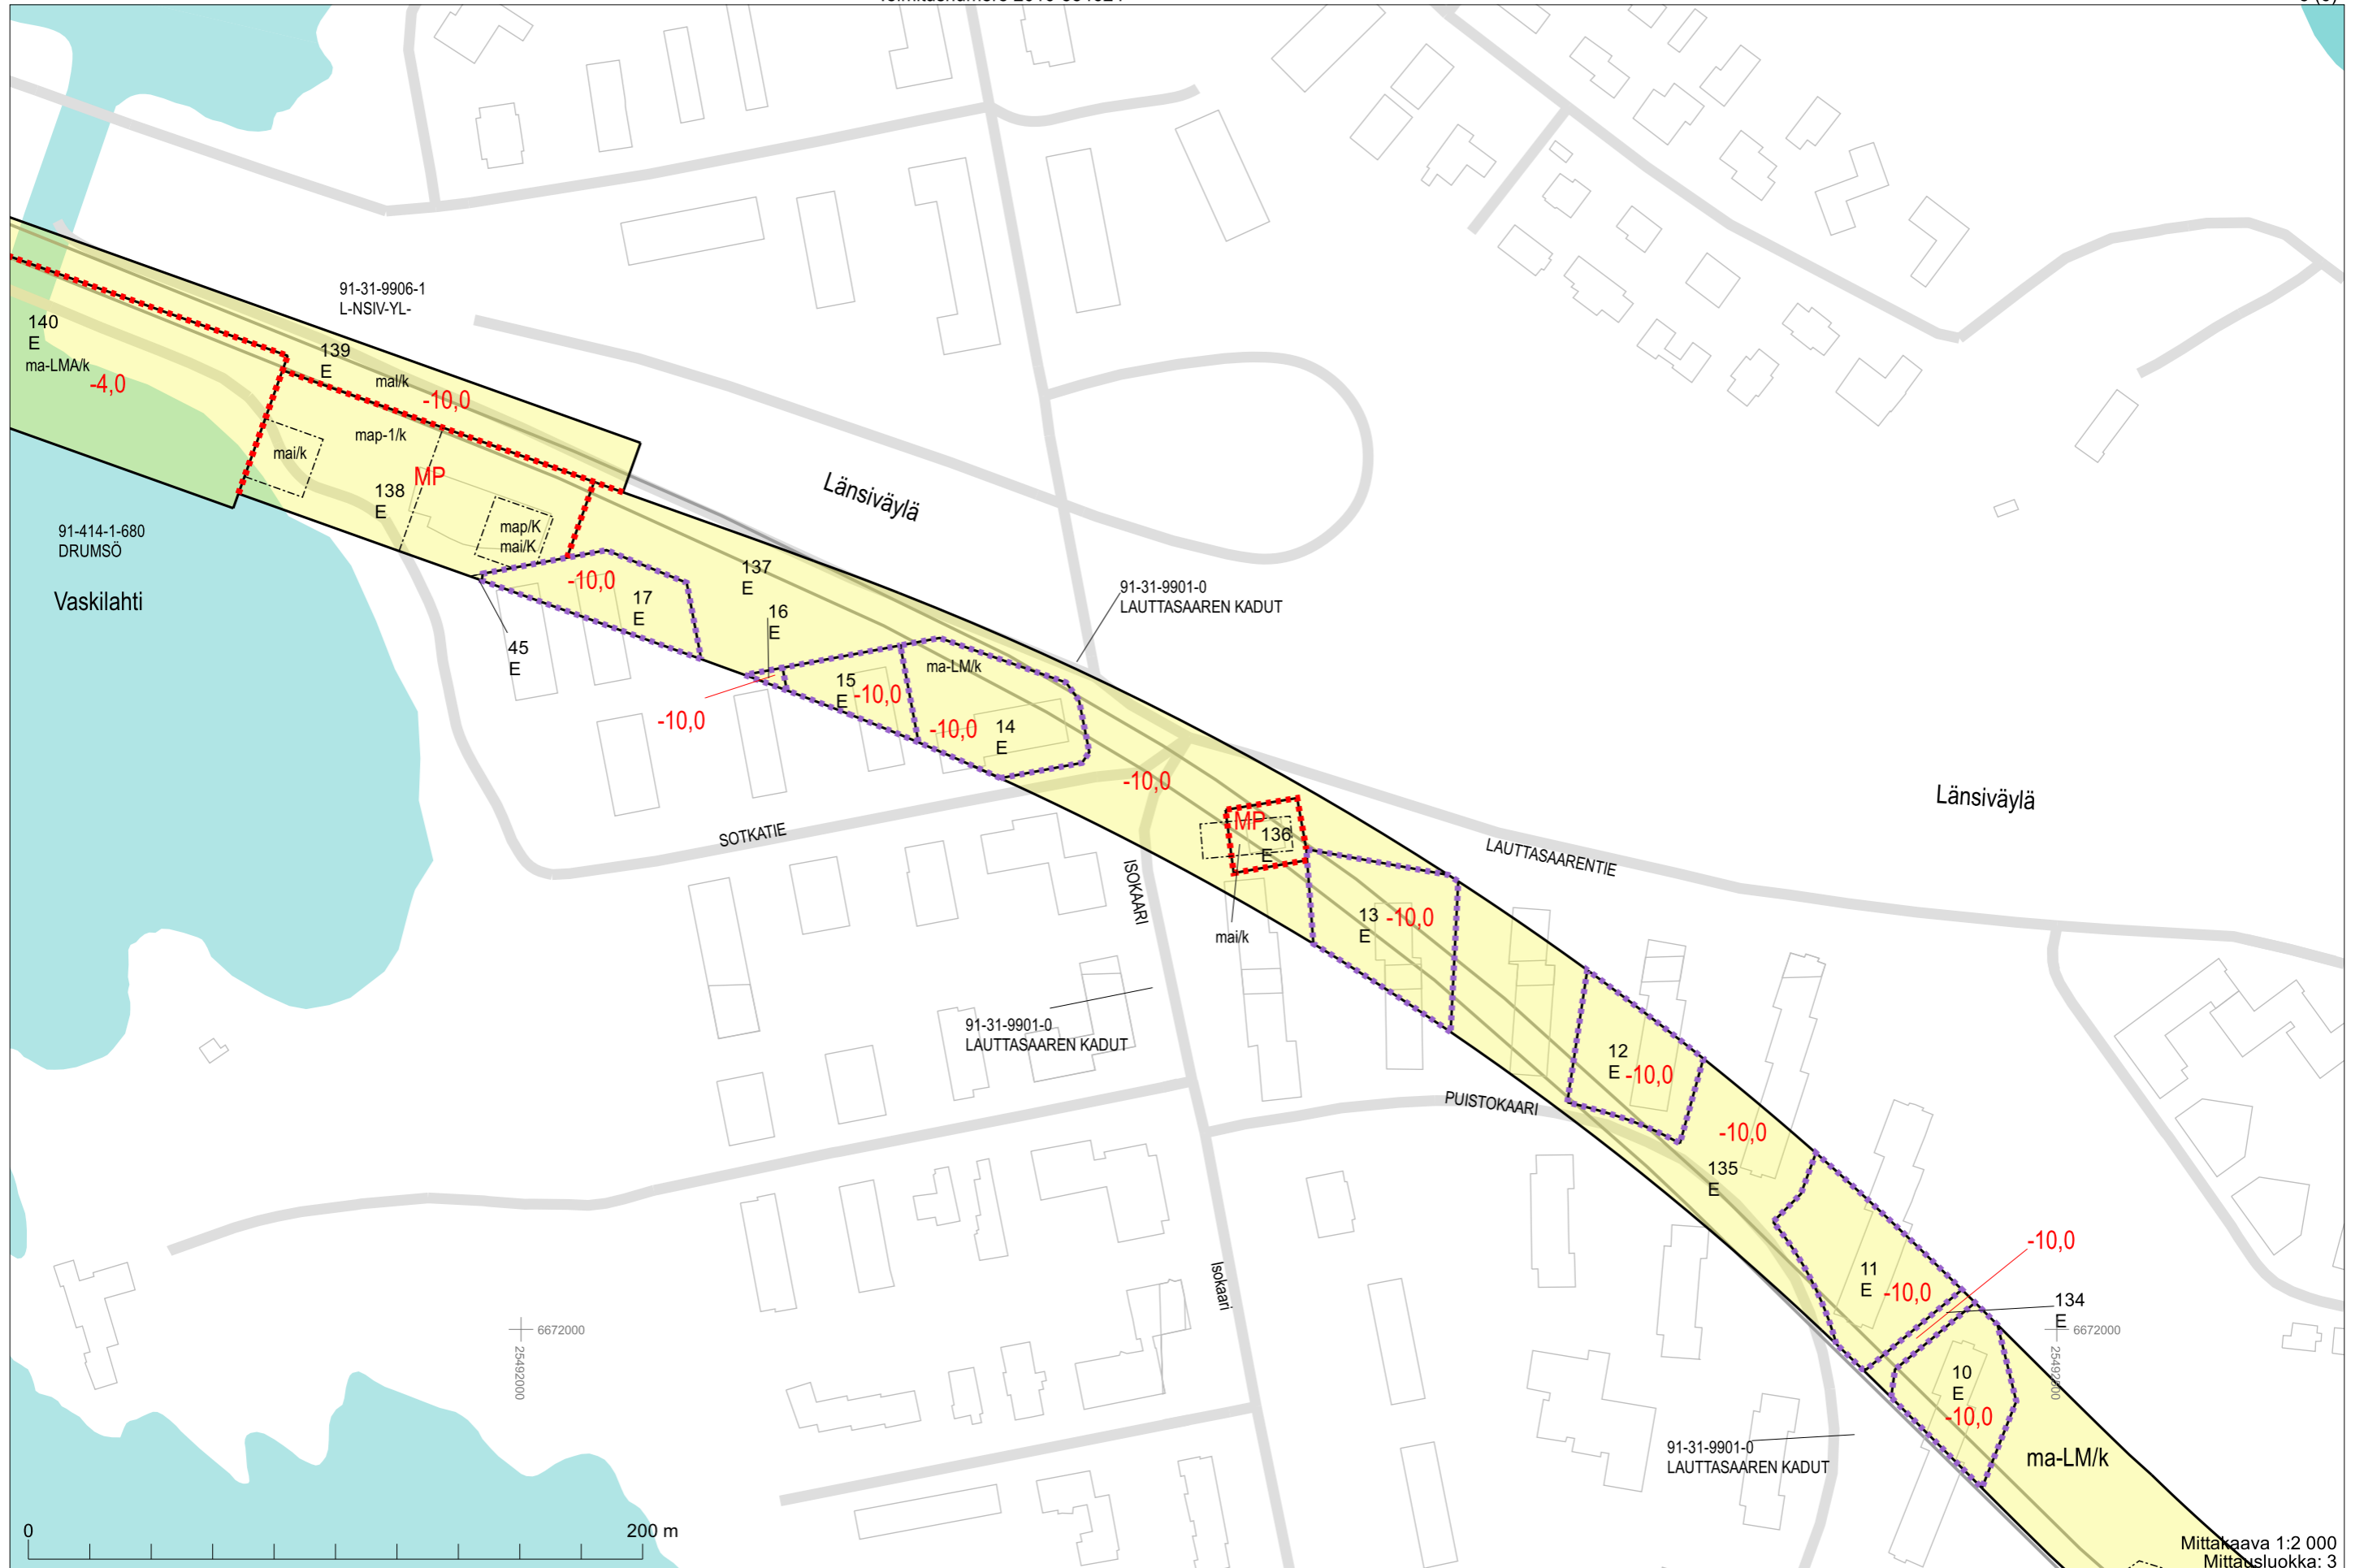 91-31-9906-1
L-NSIV-YL-
140
E
ma-LMA/k
-4,0
139
E
mal/k
-10,0
map-1/k
mai/k
MP
138
E
map/K
mai/K
Länsiväylä
91-414-1-680
DRUMSÖ
Vaskilahti
-10,0
17
E
45
E
137
E
16
E
91-31-9901-0
LAUTTASAAREN KADUT
ma-LM/k
15
E
-10,0
-10,0
-10,0
14
E
-10,0
Länsiväylä
MP
136
E
SOTKATIE
LAUTTASAARENTIE
ISOKAARI
mai/k
13
E
-10,0
91-31-9901-0
LAUTTASAAREN KADUT
12
E
-10,0
PUISTOKAARI
-10,0
135
E
-10,0
Isokaari
11
E
-10,0
134
E
6672000
25492000
6672000
10
E
-10,0
91-31-9901-0
LAUTTASAAREN KADUT
ma-LM/k
0
200 m
Mittakaava 1:2 000
Mittausluokka: 3